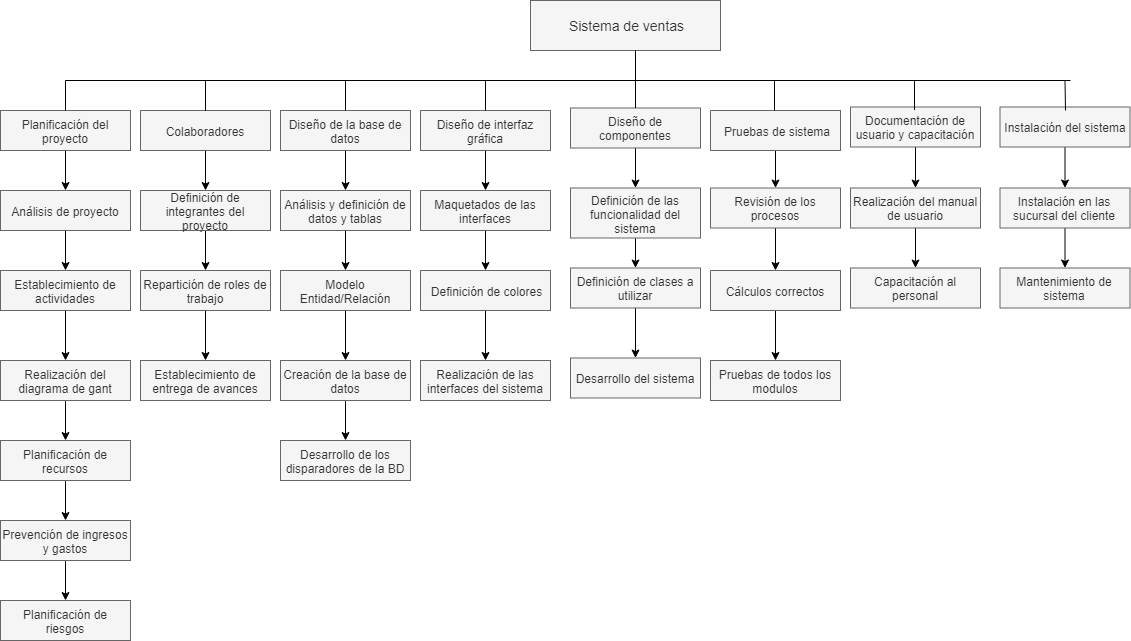 Sistema de ventas
Planificación del
proyecto
Colaboradores
Diseño de la base de
datos
Diseño de interfaz
gráfica
Diseño de
componentes
Pruebas de sistema
Documentación de
usuario y capacitación
Instalación del sistema
Análisis de proyecto
Definición de
integrantes del
proyecto
Análisis y definición de
datos y tablas
Maquetados de las
interfaces
Definición de las
funcionalidad del
sistema
Revisión de los
procesos
Realización del manual
de usuario
Instalación en las
sucursal del cliente
Establecimiento de
actividades
Repartición de roles de
trabajo
Modelo
Entidad/Relación
Definición de colores
Definición de clases a
utilizar
Cálculos correctos
Capacitación al
personal
Mantenimiento de
sistema
Realización del
diagrama de gant
Establecimiento de
entrega de avances
Creación de la base de
datos
Realización de las
interfaces del sistema
Desarrollo del sistema
Pruebas de todos los
modulos
Planificación de
recursos
Desarrollo de los
disparadores de la BD
Prevención de ingresos
y gastos
Planificación de
riesgos